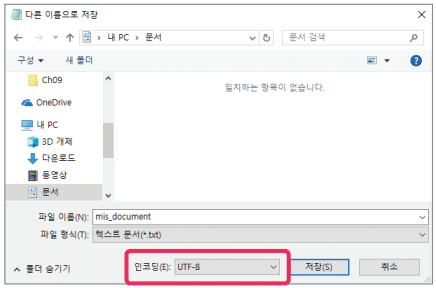 다른 이름으로 저장
내 PC > 문서
문서 검색
구성
새 폴더
Ch09
OneDrive
내 PC
3D 개체
다운로드
동영상
문서
일치하는 항목이 없습니다.
파일 이름(N): mis_document
파일 형식(T): 텍스트 문서(*.txt)
폴더 숨기기
인코딩(E): UTF-8
저장(S)
취소